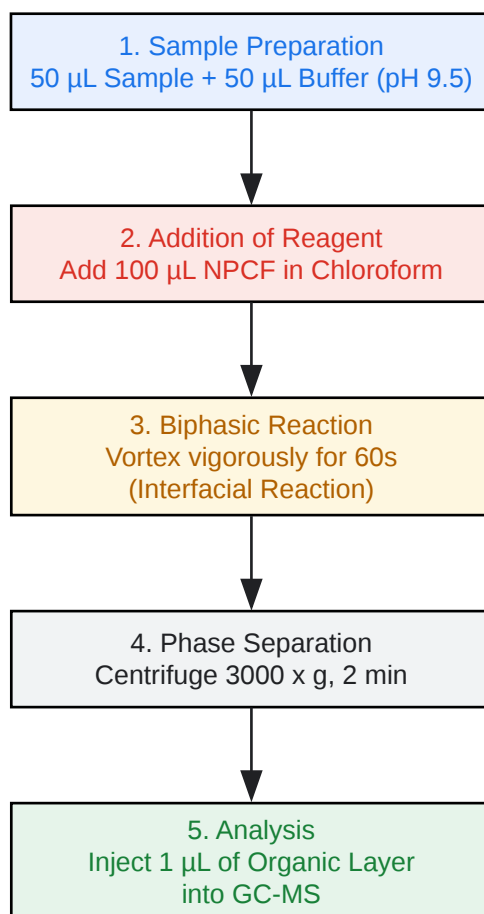 1. Sample Preparation
50 µL Sample + 50 µL Buffer (pH 9.5)
2. Addition of Reagent
Add 100 µL NPCF in Chloroform
3. Biphasic Reaction
Vortex vigorously for 60s
(Interfacial Reaction)
4. Phase Separation
Centrifuge 3000 x g, 2 min
5. Analysis
Inject 1 µL of Organic Layer
into GC-MS